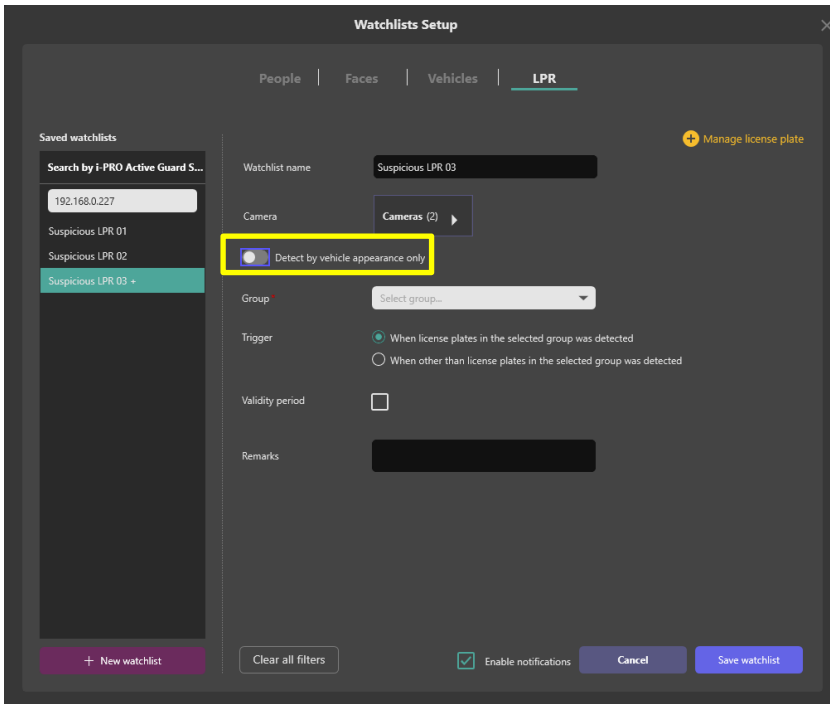 Watchlists Setup
People
Faces
Vehicles
LPR
Saved watchlists
Manage license plate
Search by i-PRO Active Guard S...
192.168.0.227
Suspicious LPR 01
Suspicious LPR 02
Suspicious LPR 03 +
Watchlist name
Suspicious LPR 03
Camera
Cameras (2)
Detect by vehicle appearance only
Group*
Select group...
Trigger
When license plates in the selected group was detected
When other than license plates in the selected group was detected
Validity period
Remarks
+ New watchlist
Clear all filters
Enable notifications
Cancel
Save watchlist